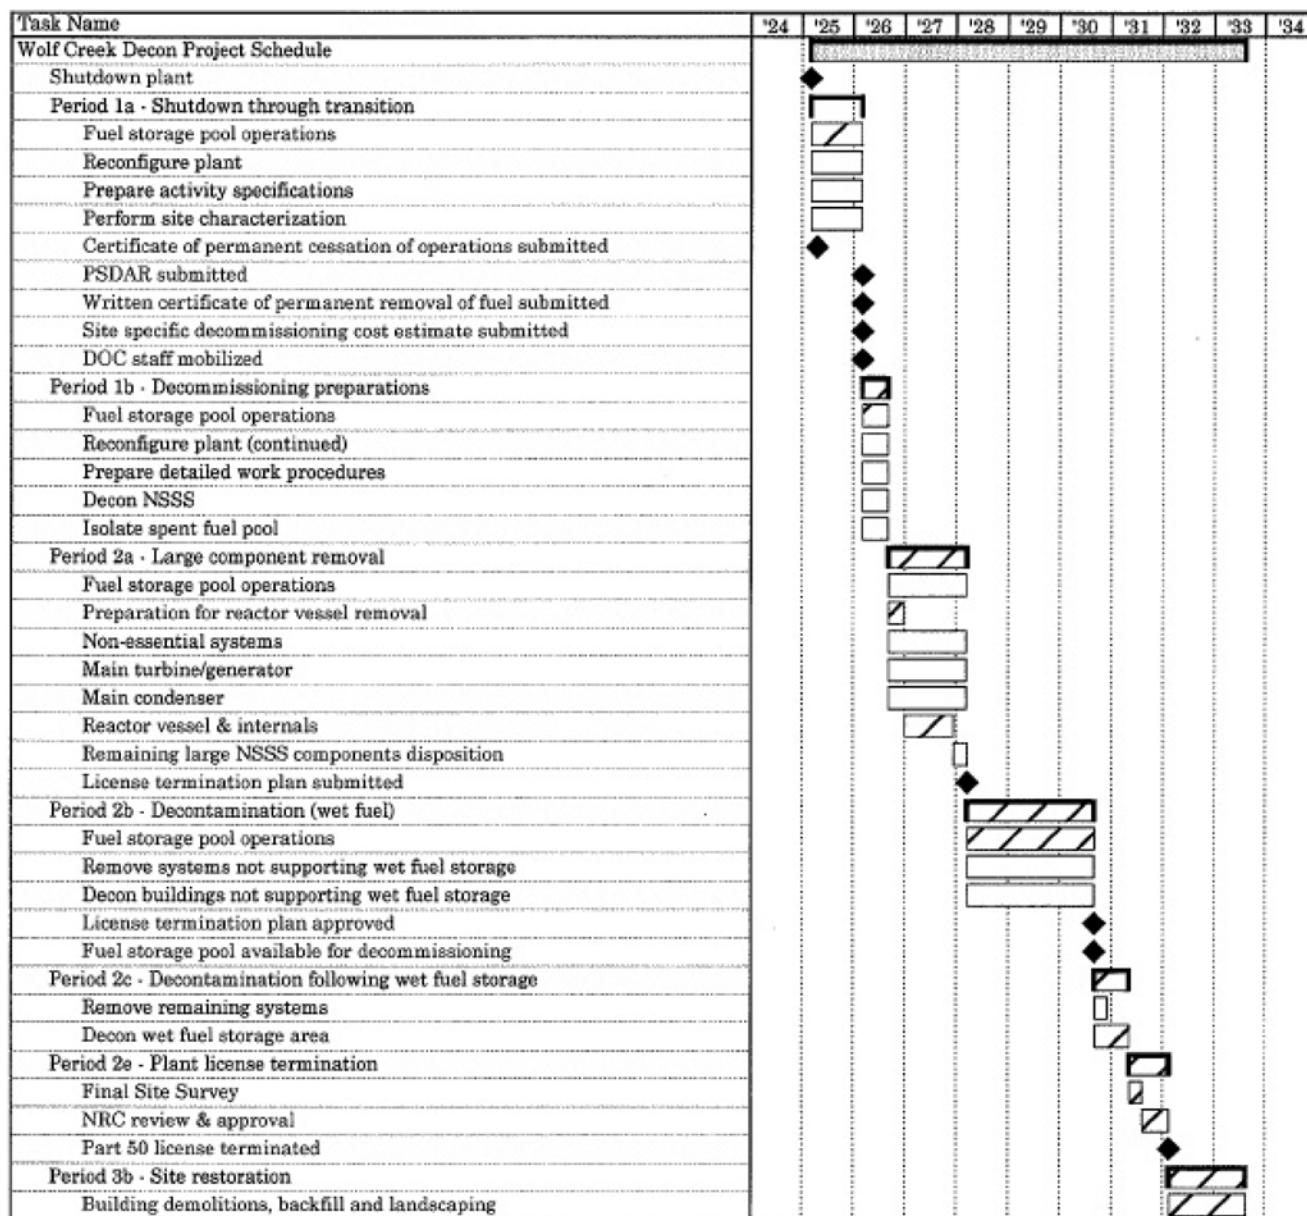 Task Name '24 '25 '26 '27 '28 '29 '30 '31 '32 '33 '34
Wolf Creek Decon Project Schedule
Shutdown plant
Period 1a - Shutdown through transition
Fuel storage pool operations
Reconfigure plant
Prepare activity specifications
Perform site characterization
Certificate of permanent cessation of operations submitted
PSDAR submitted
Written certificate of permanent removal of fuel submitted
Site specific decommissioning cost estimate submitted
DOC staff mobilized
Period 1b - Decommissioning preparations
Fuel storage pool operations
Reconfigure plant (continued)
Prepare detailed work procedures
Decon NSSS
Isolate spent fuel pool
Period 2a - Large component removal
Fuel storage pool operations
Preparation for reactor vessel removal
Non-essential systems
Main turbine/generator
Main condenser
Reactor vessel & internals
Remaining large NSSS components disposition
License termination plan submitted
Period 2b - Decontamination (wet fuel)
Fuel storage pool operations
Remove systems not supporting wet fuel storage
Decon buildings not supporting wet fuel storage
License termination plan approved
Fuel storage pool available for decommissioning
Period 2c - Decontamination following wet fuel storage
Remove remaining systems
Decon wet fuel storage area
Period 2e - Plant license termination
Final Site Survey
NRC review & approval
Part 50 license terminated
Period 3b - Site restoration
Building demolitions, backfill and landscaping